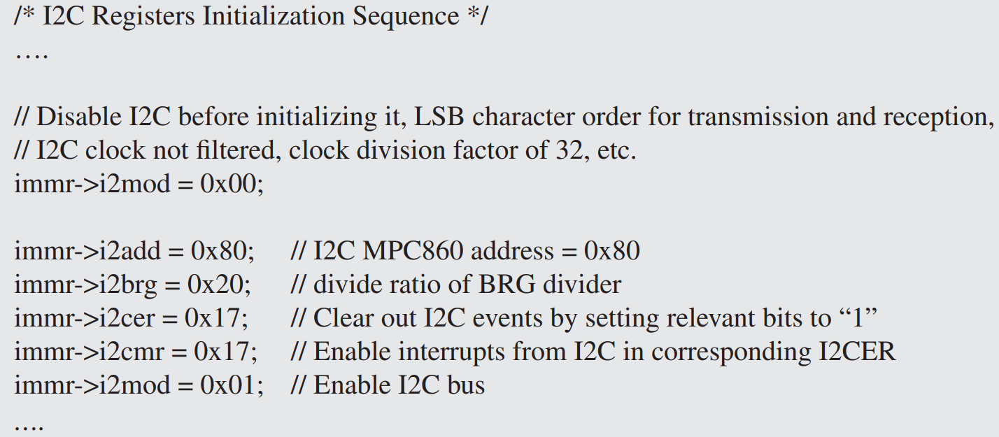 /* I2C Registers Initialization Sequence */
….
// Disable I2C before initializing it, LSB character order for transmission and reception,
// I2C clock not filtered, clock division factor of 32, etc.
immr->i2mod = 0x00;
immr->i2add = 0x80; // I2C MPC860 address = 0x80
immr->i2brg = 0x20; // divide ratio of BRG divider
immr->i2cer = 0x17; // Clear out I2C events by setting relevant bits to “1”
immr->i2cmr = 0x17; // Enable interrupts from I2C in corresponding I2CER
immr->i2mod = 0x01; // Enable I2C bus
….